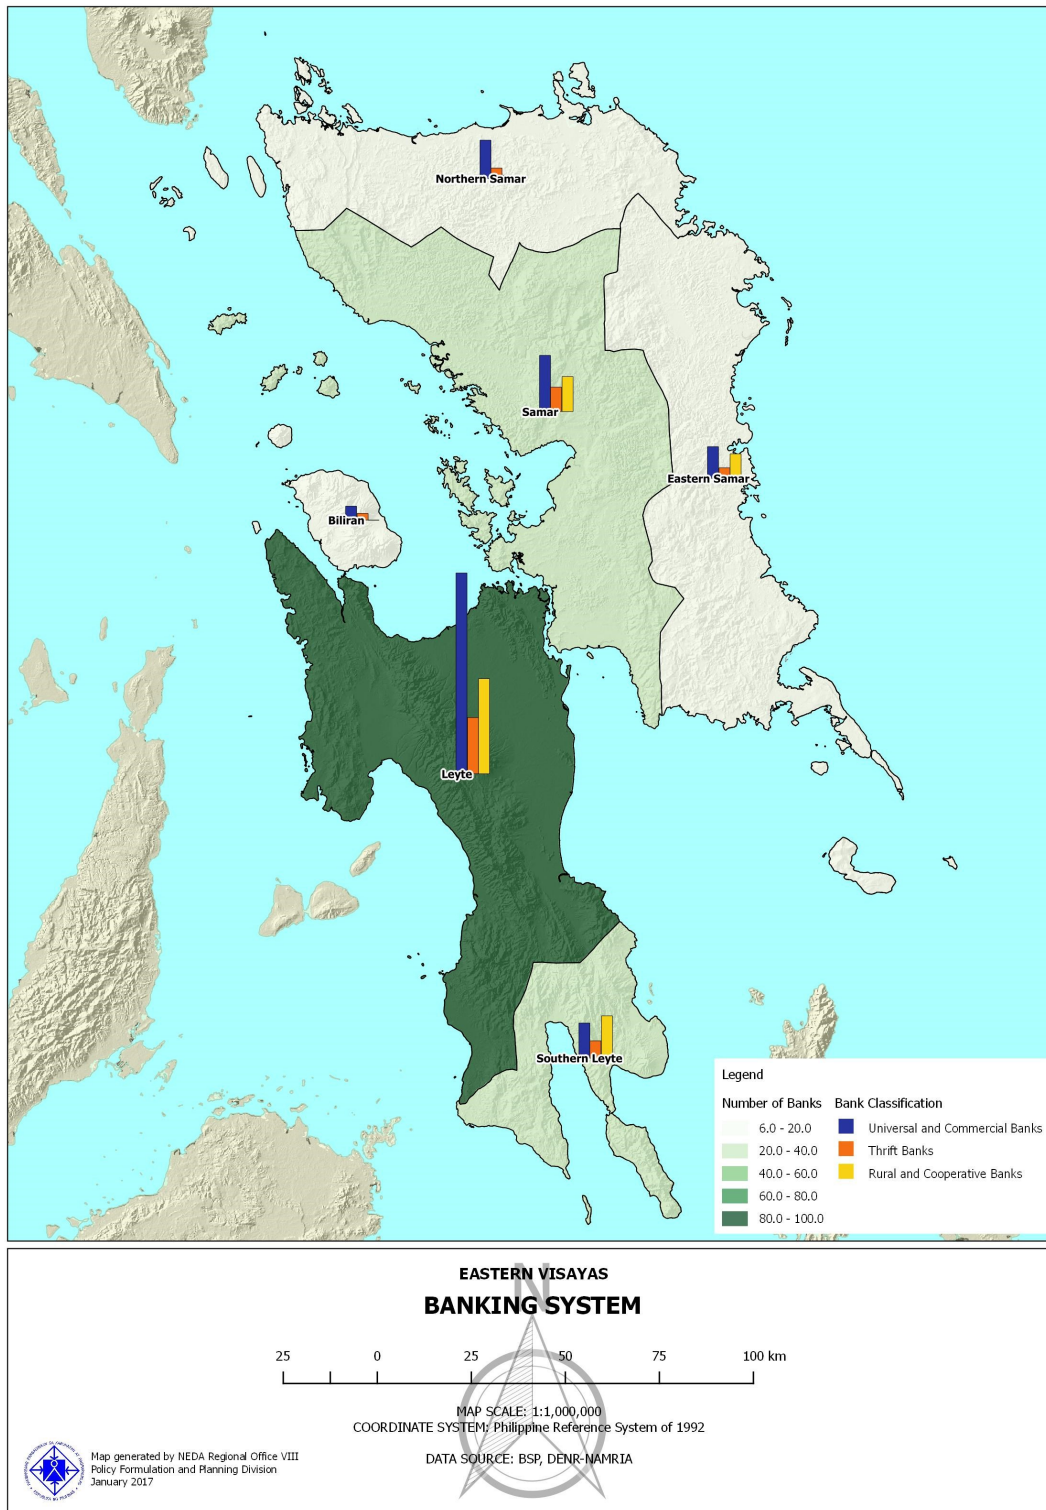 Northern Samar
Samar
Eastern Samar
Biliran
Leyte
Southern Leyte
Legend
Number of Banks
6.0 - 20.0
20.0 - 40.0
40.0 - 60.0
60.0 - 80.0
80.0 - 100.0
Bank Classification
Universal and Commercial Banks
Thrift Banks
Rural and Cooperative Banks
EASTERN VISAYAS
BANKING SYSTEM
N
25 0 25 50 75 100 km
MAP SCALE: 1:1,000,000
COORDINATE SYSTEM: Philippine Reference System of 1992
DATA SOURCE: BSP, DENR-NAMRIA
Map generated by NEDA Regional Office VIII
Policy Formulation and Planning Division
January 2017